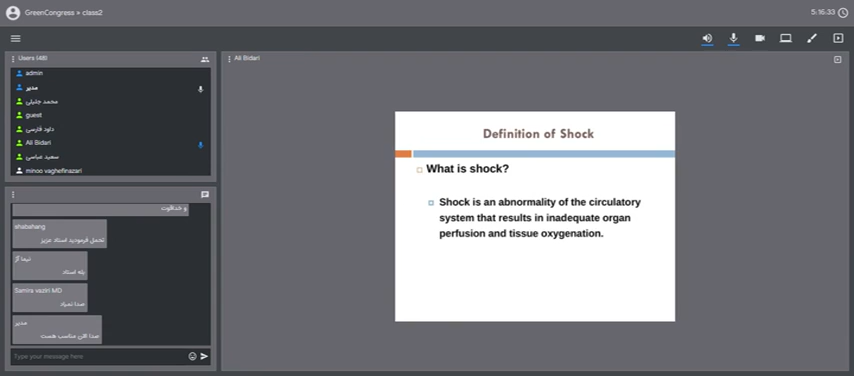 GreenCongress » class2
5:16:33
Users (48)
admin
مدیر
محمد جلیلی
guest
داود فارسی
Ali Bidari
سعید عباسی
minoo vaghefinazari
و خداقوت
shabahang
تحمل فرمودید استاد عزیز
نیما آژ
بله استاد
Samira vaziri MD
صدا نمیاد
مدیر
صدا الان مناسب هست
Type your message here
Ali Bidari
Definition of Shock
What is shock?
Shock is an abnormality of the circulatory
system that results in inadequate organ
perfusion and tissue oxygenation.